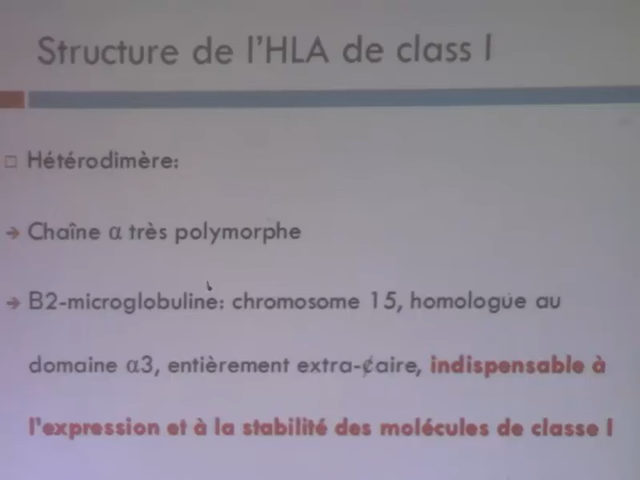 Structure de l'HLA de class I
Hétérodimère:
→ Chaîne α très polymorphe
→ B2-microglobuline: chromosome 15, homologue au
domaine α3, entièrement extra-¢aire, indispensable à
l'expression et à la stabilité des molécules de classe I